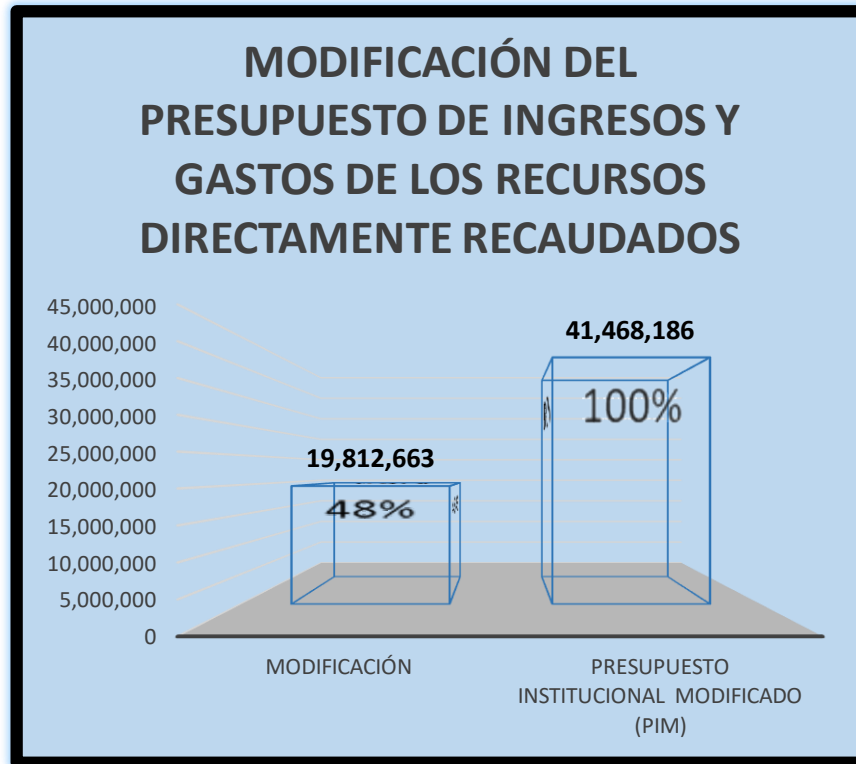 MODIFICACIÓN DEL
PRESUPUESTO DE INGRESOS Y
GASTOS DE LOS RECURSOS
DIRECTAMENTE RECAUDADOS
45,000,000
40,000,000
35,000,000
30,000,000
25,000,000
20,000,000
15,000,000
10,000,000
5,000,000
0
19,812,663
48%
41,468,186
100%
MODIFICACIÓN
PRESUPUESTO
INSTITUCIONAL MODIFICADO
(PIM)